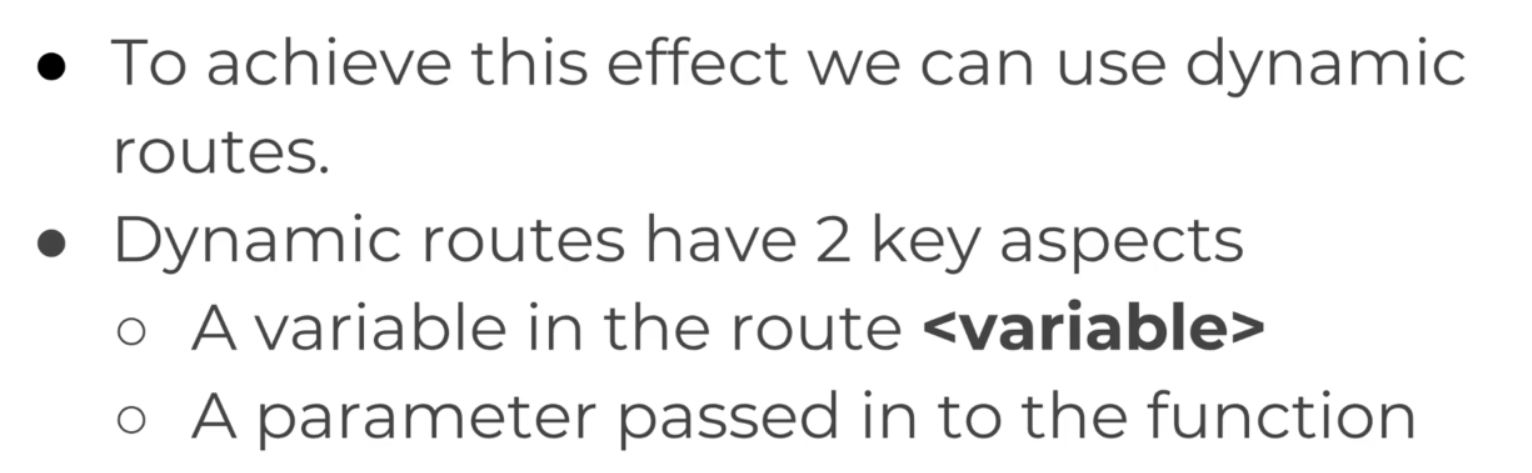 ● To achieve this effect we can use dynamic
routes.
● Dynamic routes have 2 key aspects
○ A variable in the route <variable>
○ A parameter passed in to the function